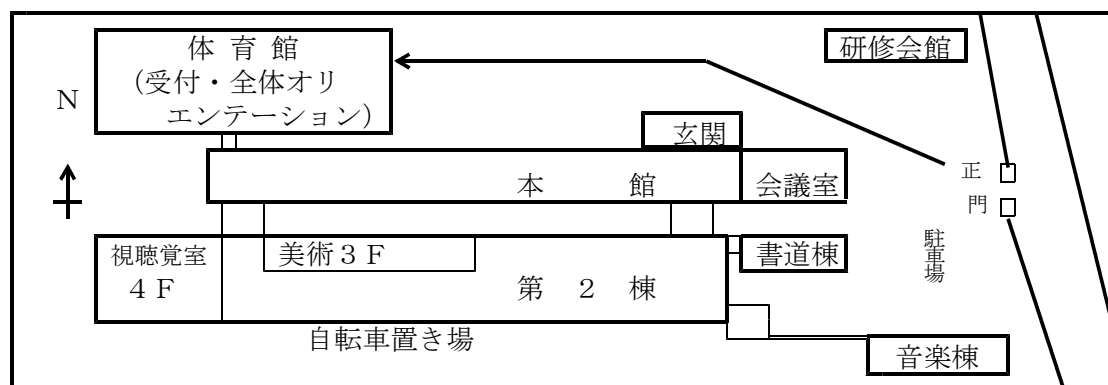 体 育 館
(受付・全体オリ
エンテーション)
研修会館
Ｎ
玄関
本　　館
会議室
正
門
駐車場
視聴覚室
４Ｆ
美術３Ｆ
第　２　棟
書道棟
自転車置き場
音楽棟